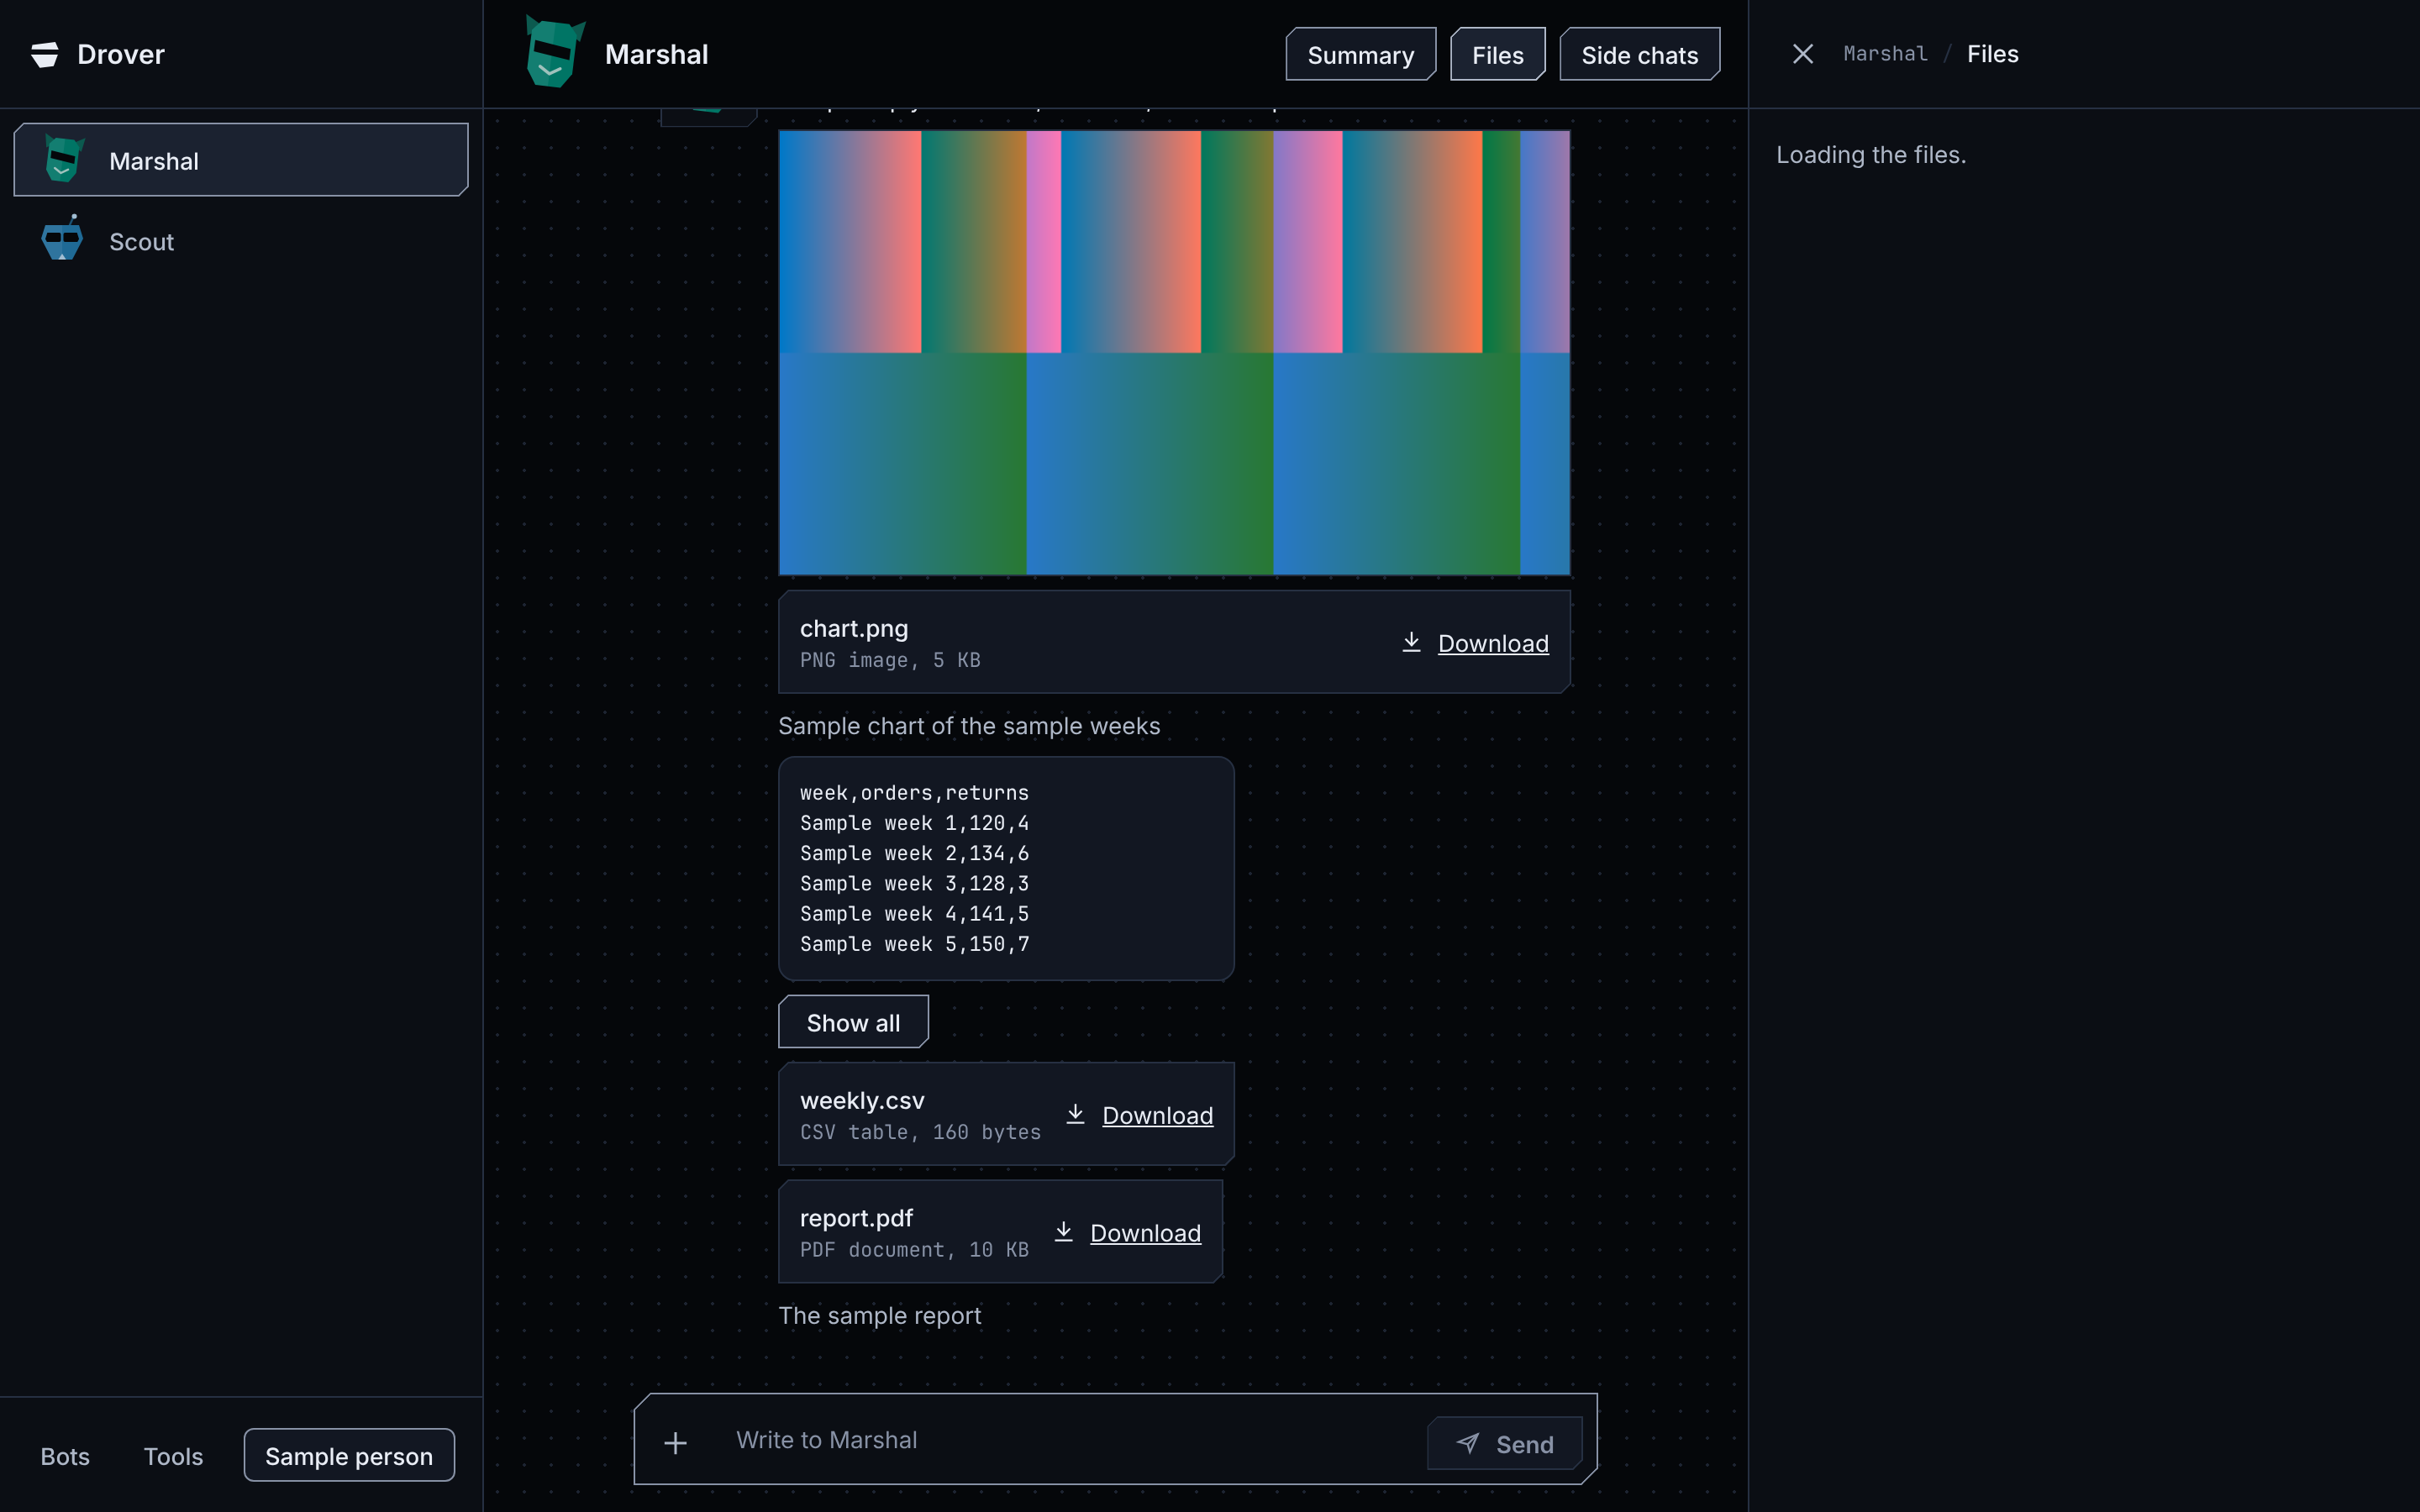 Drover
Marshal
Scout
Bots
Tools
Sample person
Marshal
Summary
Files
Side chats
chart.png
PNG image, 5 KB
Download
Sample chart of the sample weeks
week,orders,returns
Sample week 1,120,4
Sample week 2,134,6
Sample week 3,128,3
Sample week 4,141,5
Sample week 5,150,7
Show all
weekly.csv
CSV table, 160 bytes
Download
report.pdf
PDF document, 10 KB
Download
The sample report
Write to Marshal
Send
Marshal / Files
Loading the files.